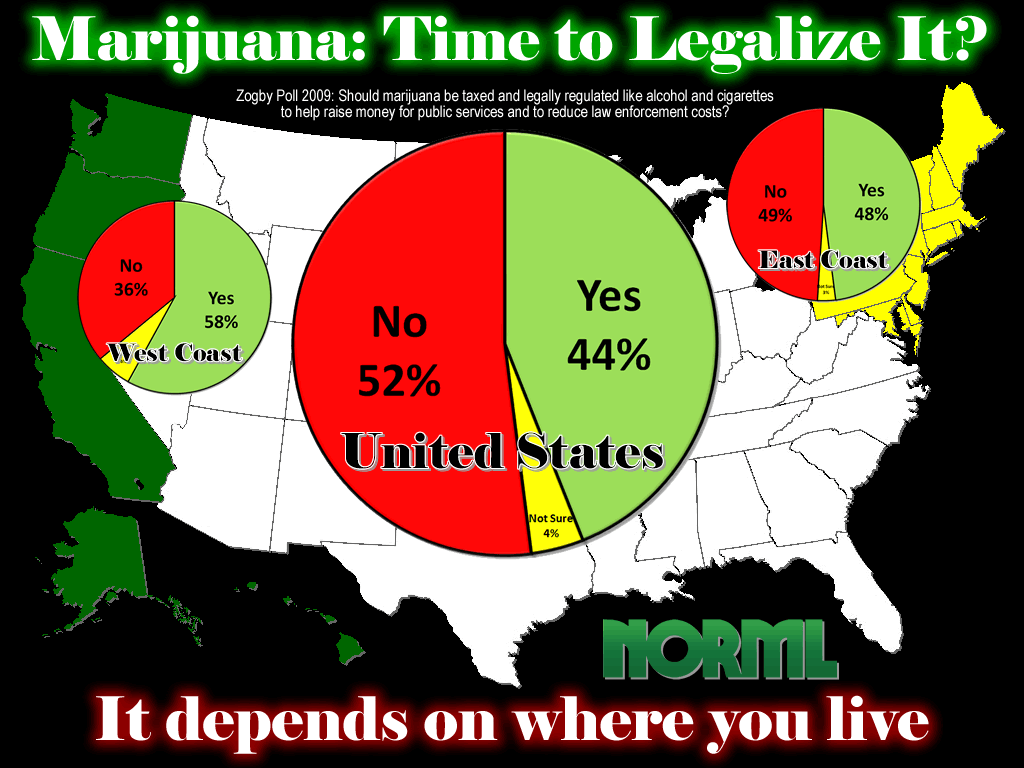 Marijuana: Time to Legalize It?
Zogby Poll 2009: Should marijuana be taxed and legally regulated like alcohol and cigarettes
to help raise money for public services and to reduce law enforcement costs?
No
36%
Yes
58%
West Coast
No
52%
Yes
44%
United States
Not Sure
4%
No
49%
Yes
48%
East Coast
Not Sure
3%
NORML
It depends on where you live